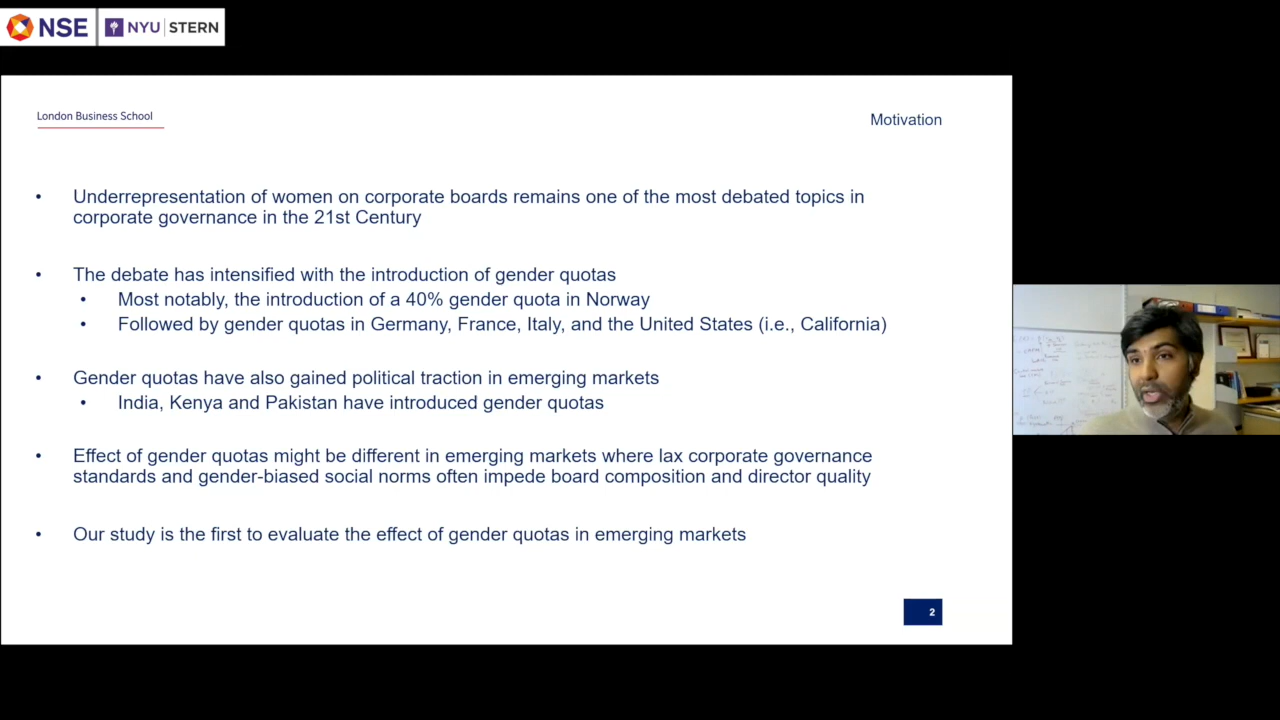 NSE
NYU | STERN
London Business School
Motivation
• Underrepresentation of women on corporate boards remains one of the most debated topics in
corporate governance in the 21st Century
• The debate has intensified with the introduction of gender quotas
• Most notably, the introduction of a 40% gender quota in Norway
• Followed by gender quotas in Germany, France, Italy, and the United States (i.e., California)
• Gender quotas have also gained political traction in emerging markets
• India, Kenya and Pakistan have introduced gender quotas
• Effect of gender quotas might be different in emerging markets where lax corporate governance
standards and gender-biased social norms often impede board composition and director quality
• Our study is the first to evaluate the effect of gender quotas in emerging markets
2